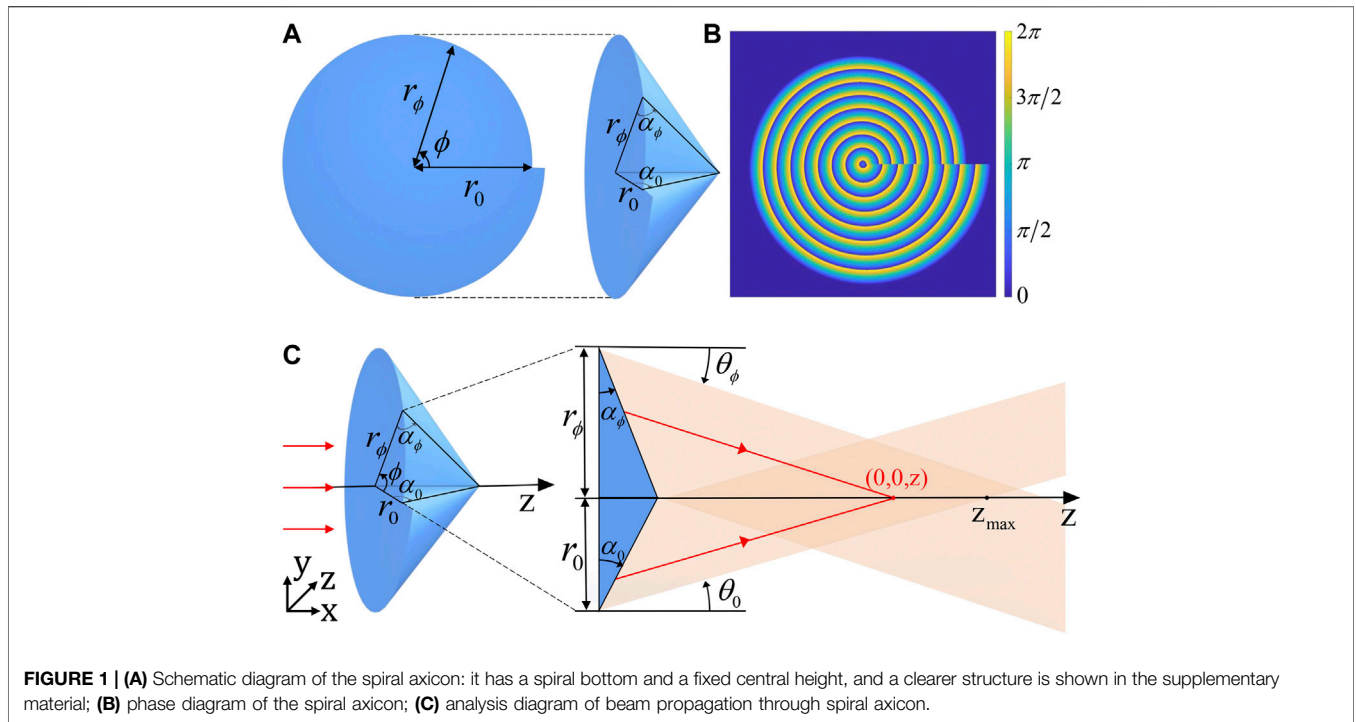 A
r_ϕ
ϕ
r_0
r_ϕ
α_ϕ
α_0
r_0
B
2π
3π/2
π
π/2
0
C
r_ϕ
α_ϕ
ϕ
α_0
r_0
z
y
z
x
r_ϕ
r_0
α_ϕ
α_0
θ_ϕ
θ_0
(0,0,z)
z_max
z
FIGURE 1 | (A) Schematic diagram of the spiral axicon: it has a spiral bottom and a fixed central height, and a clearer structure is shown in the supplementary
material; (B) phase diagram of the spiral axicon; (C) analysis diagram of beam propagation through spiral axicon.